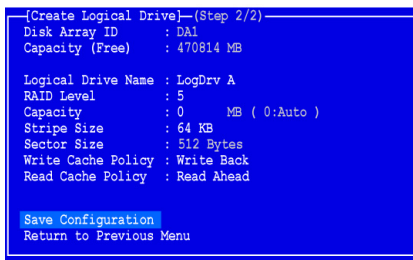 [Create Logical Drive]—(Step 2/2)
Disk Array ID : DA1
Capacity (Free) : 470814 MB
Logical Drive Name : LogDrv A
RAID Level : 5
Capacity : 0 MB ( 0:Auto )
Stripe Size : 64 KB
Sector Size : 512 Bytes
Write Cache Policy : Write Back
Read Cache Policy : Read Ahead
Save Configuration
Return to Previous Menu